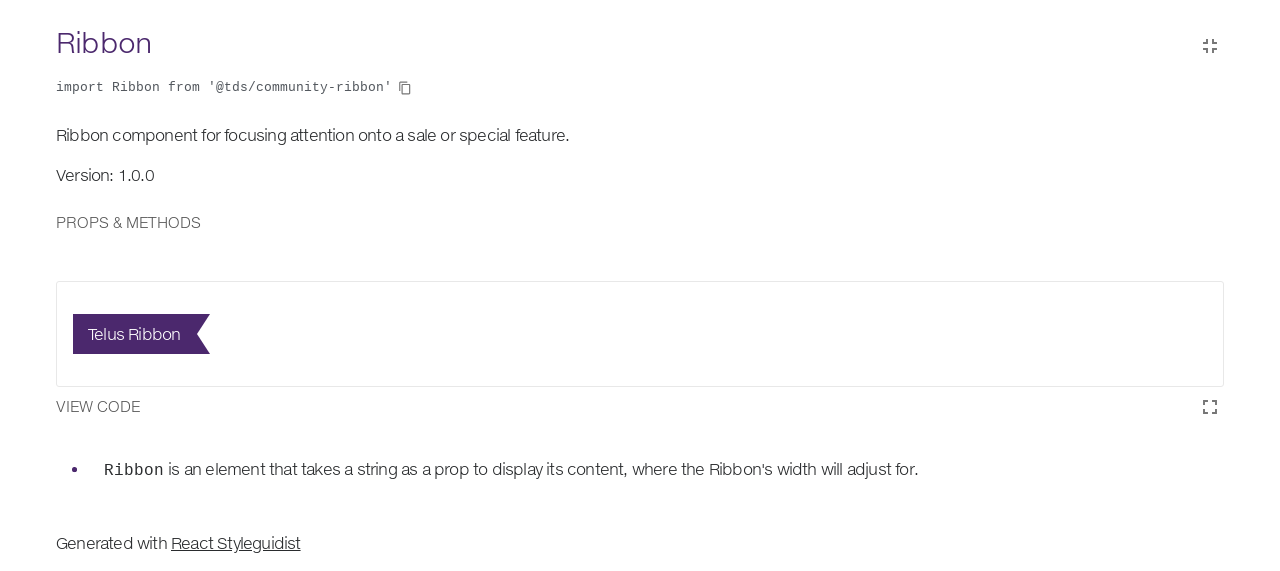 Ribbon
import Ribbon from '@tds/community-ribbon'
Ribbon component for focusing attention onto a sale or special feature.
Version: 1.0.0
PROPS & METHODS
Telus Ribbon
VIEW CODE
Ribbon is an element that takes a string as a prop to display its content, where the Ribbon's width will adjust for.
Generated with React Styleguidist